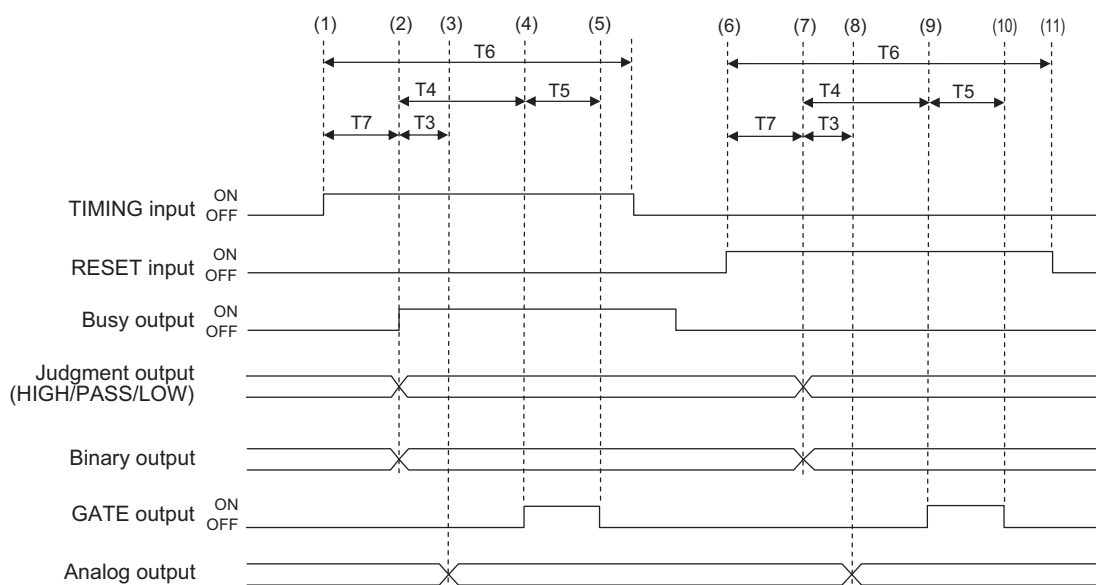 (1) (2) (3) (4) (5) (6) (7) (8) (9) (10) (11)
T6 T6
T4 T5 T4 T5
T7 T3 T7 T3
TIMING input ON
OFF
RESET input ON
OFF
Busy output ON
OFF
Judgment output
(HIGH/PASS/LOW)
Binary output
GATE output ON
OFF
Analog output